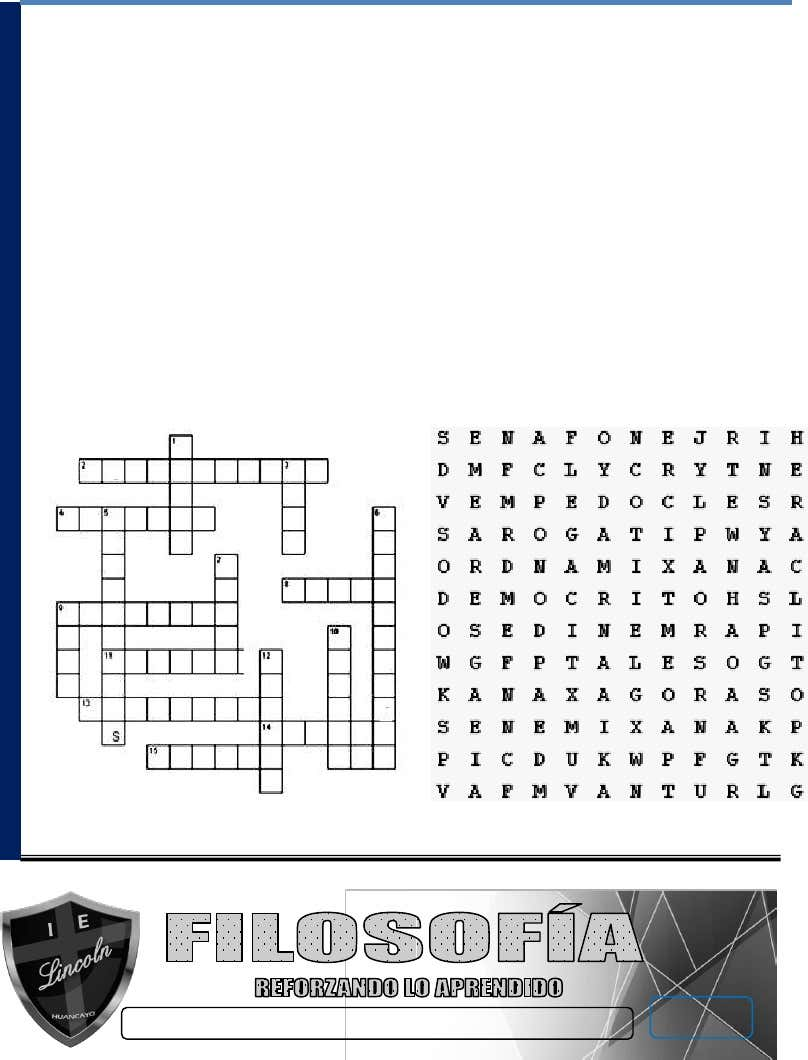 1
2
3
4
5
6
7
8
9
10
11
12
13
14
S
15
S E N A F O N E J R I H
D M F C L Y C R Y T N E
V E M P E D O C L E S R
S A R O G A T I P W Y A
O R D N A M I X A N A C
D E M O C R I T O H S L
O S E D I N E M R A P I
W G F P T A L E S O G T
K A N A X A G O R A S O
S E N E M I X A N A K P
P I C D U K W P F G T K
V A F M V A N T U R L G
I E
Lincoln
HUANCAYO
FILOSOFÍA
REFORZANDO LO APRENDIDO